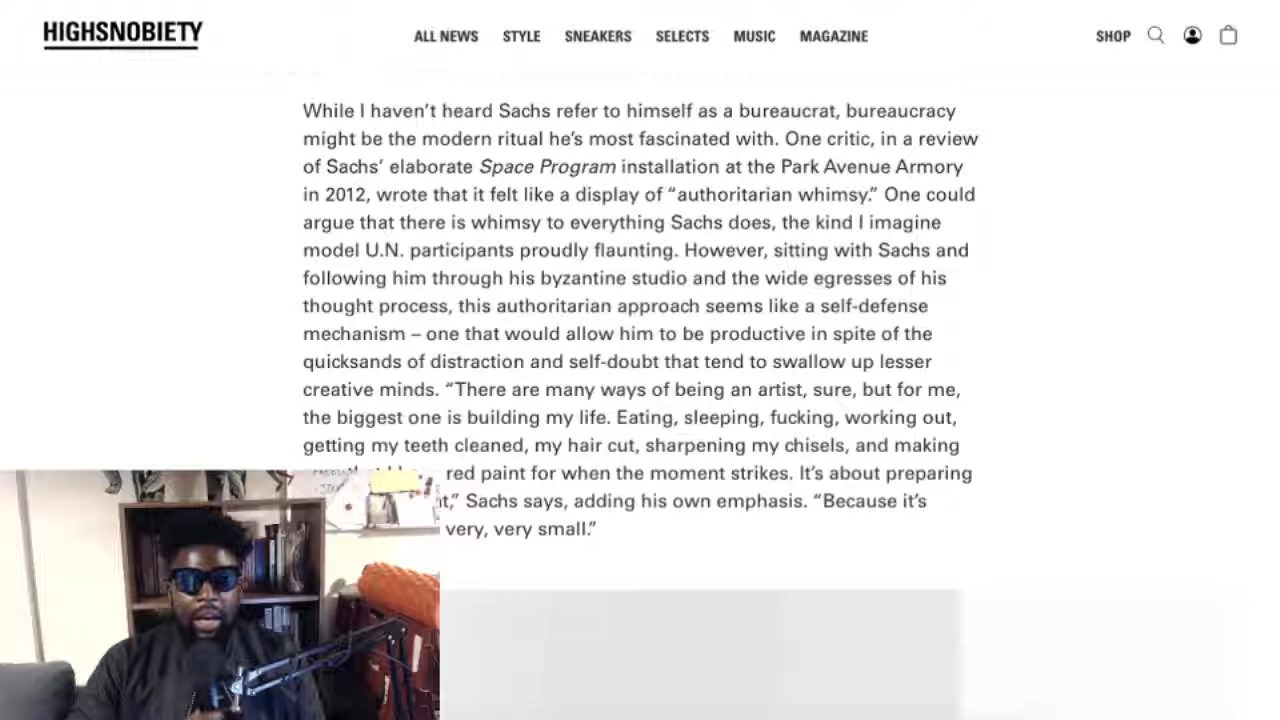 HIGHSNOBIETY
ALL NEWS STYLE SNEAKERS SELECTS MUSIC MAGAZINE
SHOP
While I haven’t heard Sachs refer to himself as a bureaucrat, bureaucracy
might be the modern ritual he’s most fascinated with. One critic, in a review
of Sachs’ elaborate Space Program installation at the Park Avenue Armory
in 2012, wrote that it felt like a display of “authoritarian whimsy.” One could
argue that there is whimsy to everything Sachs does, the kind I imagine
model U.N. participants proudly flaunting. However, sitting with Sachs and
following him through his byzantine studio and the wide egresses of his
thought process, this authoritarian approach seems like a self-defense
mechanism – one that would allow him to be productive in spite of the
quicksands of distraction and self-doubt that tend to swallow up lesser
creative minds. “There are many ways of being an artist, sure, but for me,
the biggest one is building my life. Eating, sleeping, fucking, working out,
getting my teeth cleaned, my hair cut, sharpening my chisels, and making
red paint for when the moment strikes. It’s about preparing
Sachs says, adding his own emphasis. “Because it’s
very, very small.”